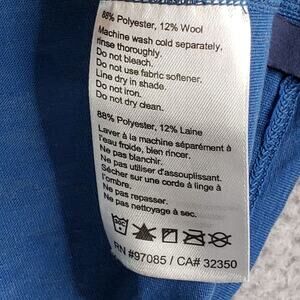 88% Polyester, 12% Wool
Machine wash cold separately,
rinse thoroughly.
Do not bleach.
Do not use fabric softener.
Line dry in shade.
Do not iron.
Do not dry clean.
88% Polyester, 12% Laine
Laver à la machine séparément à
l'eau froide, bien rincer.
Ne pas blanchir.
Ne pas utiliser d'assouplissant.
Sécher sur une corde à linge à
l'ombre.
Ne pas repasser.
Ne pas nettoyage à sec.
RN #97085 / CA# 32350